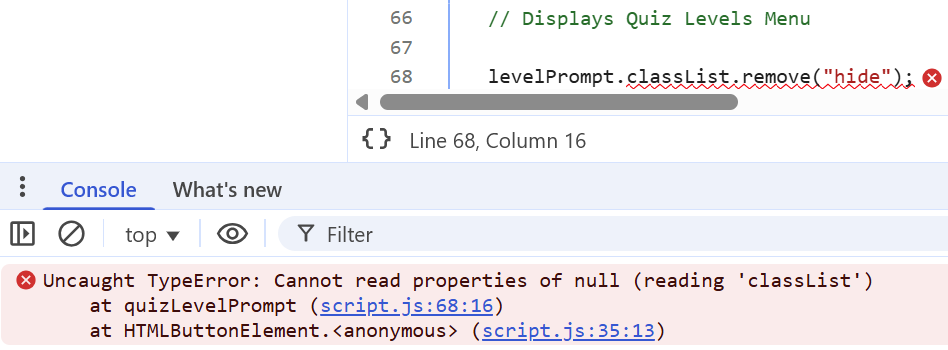 66 // Displays Quiz Levels Menu
67
68 levelPrompt.classList.remove("hide");
{} Line 68, Column 16
Console What's new
top Filter
Uncaught TypeError: Cannot read properties of null (reading 'classList')
at quizLevelPrompt (script.js:68:16)
at HTMLButtonElement.<anonymous> (script.js:35:13)